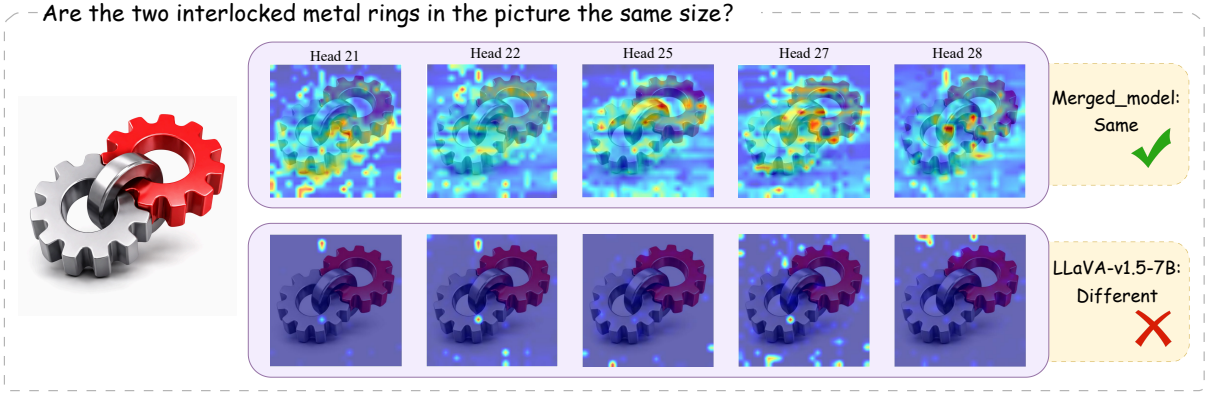 Are the two interlocked metal rings in the picture the same size?
Head 21
Head 22
Head 25
Head 27
Head 28
Merged_model:
Same
LLaVA-v1.5-7B:
Different